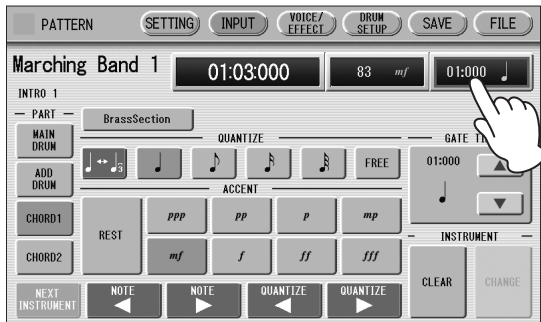 PATTERN SETTING INPUT VOICE/ EFFECT DRUM SETUP SAVE FILE
Marching Band 1 01:03:000 83 mf 01:000
INTRO 1
PART
BrassSection
MAIN DRUM
QUANTIZE
3
FREE
ADD DRUM
ACCENT
GATE
01:000
CHORD1
REST
ppp pp p mp
CHORD2
mf f ff fff
INSTRUMENT
CLEAR CHANGE
NEXT INSTRUMENT
NOTE NOTE QUANTIZE QUANTIZE